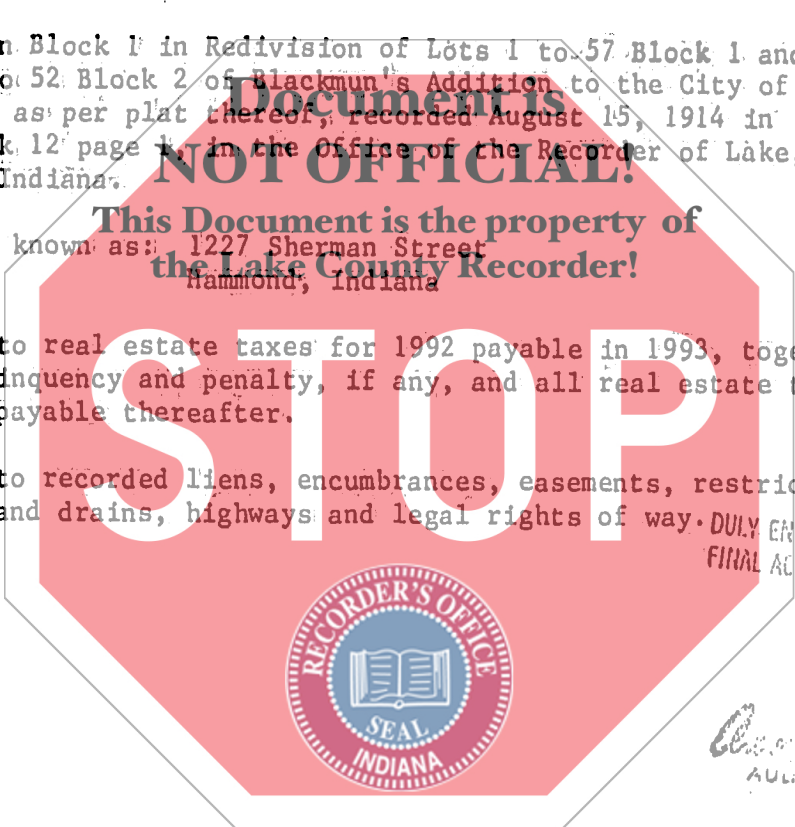 n Block 1 in Redivision of Lots 1 to 57 Block 1 and
o 52 Block 2 of Blackmun's Addition to the City of
Document is
as per plat thereof, recorded August 15, 1914 in
k 12 page 1, in the Office of the Recorder of Lake
NOT OFFICIAL!
Indiana.
This Document is the property of
known as: 1227 Sherman Street
the Lake County Recorder!
Hammond, Indiana
to real estate taxes for 1992 payable in 1993, toge
inquency and penalty, if any, and all real estate t
payable thereafter.
STOP
to recorded liens, encumbrances, easements, restric
and drains, highways and legal rights of way.
DULY EN
FINAL AC
RECORDER'S OFFICE
SEAL
INDIANA